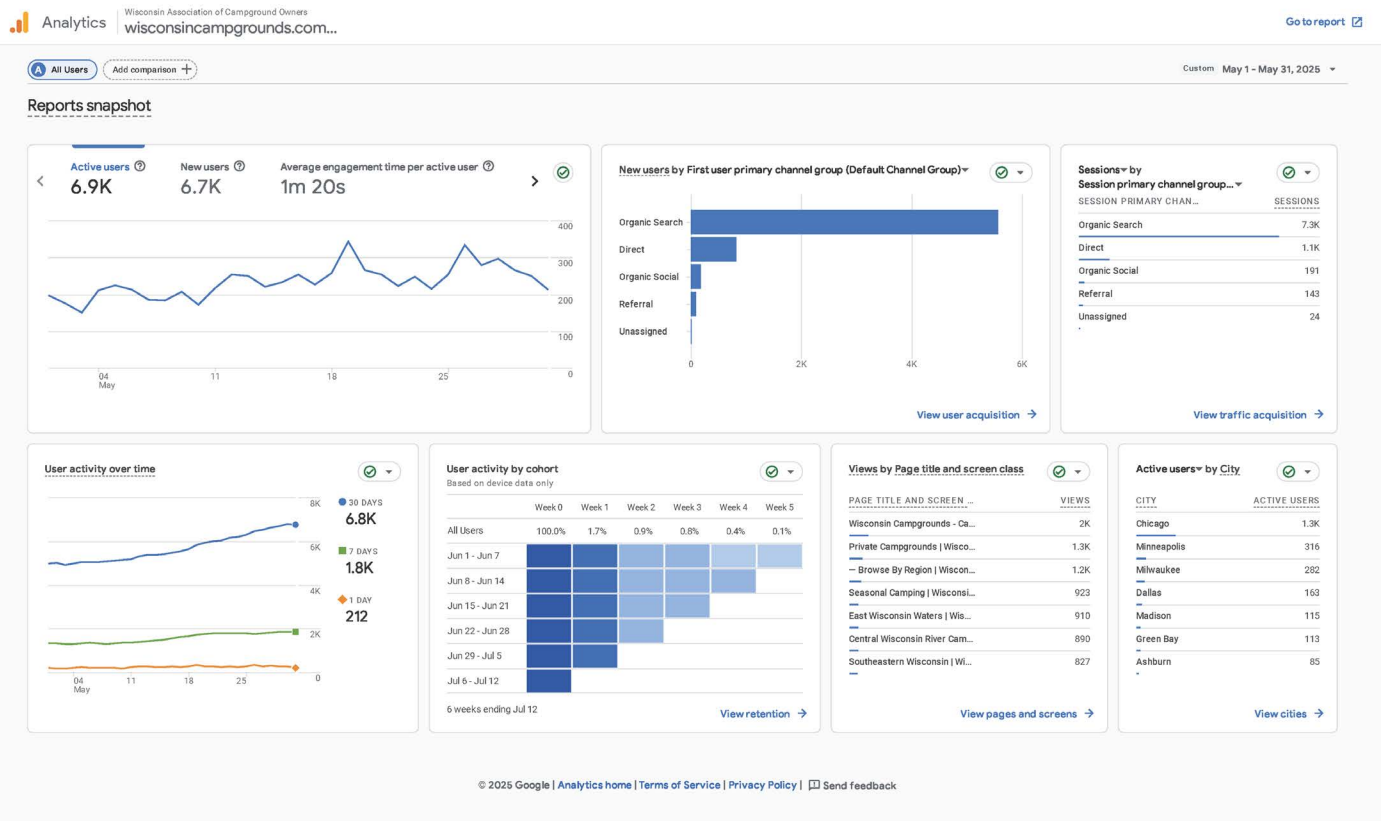 Analytics
Wisconsin Association of Campground Owners
wisconsincampgrounds.com...
Go to report
A All Users
Add comparison
Custom May 1 - May 31, 2025
Reports snapshot
Active users
6.9K
New users
6.7K
Average engagement time per active user
1m 20s
400
300
200
100
0
04
May
11
18
25
New users by First user primary channel group (Default Channel Group)
Organic Search
Direct
Organic Social
Referral
Unassigned
0 2K 4K 6K
View user acquisition
Sessions by
Session primary channel group...
SESSION PRIMARY CHAN... SESSIONS
Organic Search 7.3K
Direct 1.1K
Organic Social 191
Referral 143
Unassigned 24
View traffic acquisition
User activity over time
8K
6K
4K
2K
0
04
May
11
18
25
30 DAYS
6.8K
7 DAYS
1.8K
1 DAY
212
User activity by cohort
Based on device data only
Week 0 Week 1 Week 2 Week 3 Week 4 Week 5
All Users 100.0% 1.7% 0.9% 0.8% 0.4% 0.1%
Jun 1 - Jun 7
Jun 8 - Jun 14
Jun 15 - Jun 21
Jun 22 - Jun 28
Jun 29 - Jul 5
Jul 6 - Jul 12
6 weeks ending Jul 12
View retention
Views by Page title and screen class
PAGE TITLE AND SCREEN ... VIEWS
Wisconsin Campgrounds - Ca... 2K
Private Campgrounds | Wisco... 1.3K
— Browse By Region | Wiscon... 1.2K
Seasonal Camping | Wisconsi... 923
East Wisconsin Waters | Wis... 910
Central Wisconsin River Cam... 890
Southeastern Wisconsin | Wi... 827
View pages and screens
Active users by City
CITY ACTIVE USERS
Chicago 1.3K
Minneapolis 316
Milwaukee 282
Dallas 163
Madison 115
Green Bay 113
Ashburn 85
View cities
© 2025 Google | Analytics home | Terms of Service | Privacy Policy | Send feedback